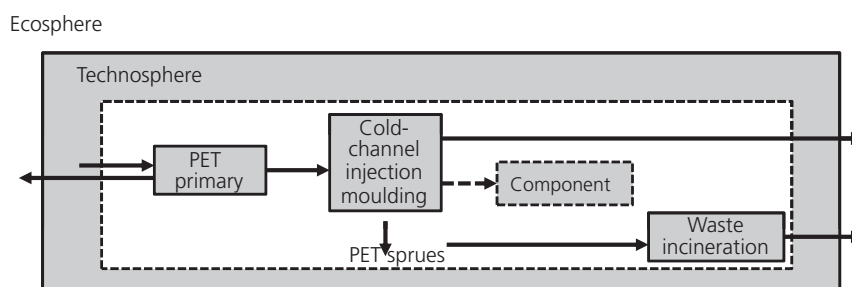 Ecosphere
Technosphere
Cold-
channel
injection
moulding
PET
primary
Component
Waste
incineration
PET sprues